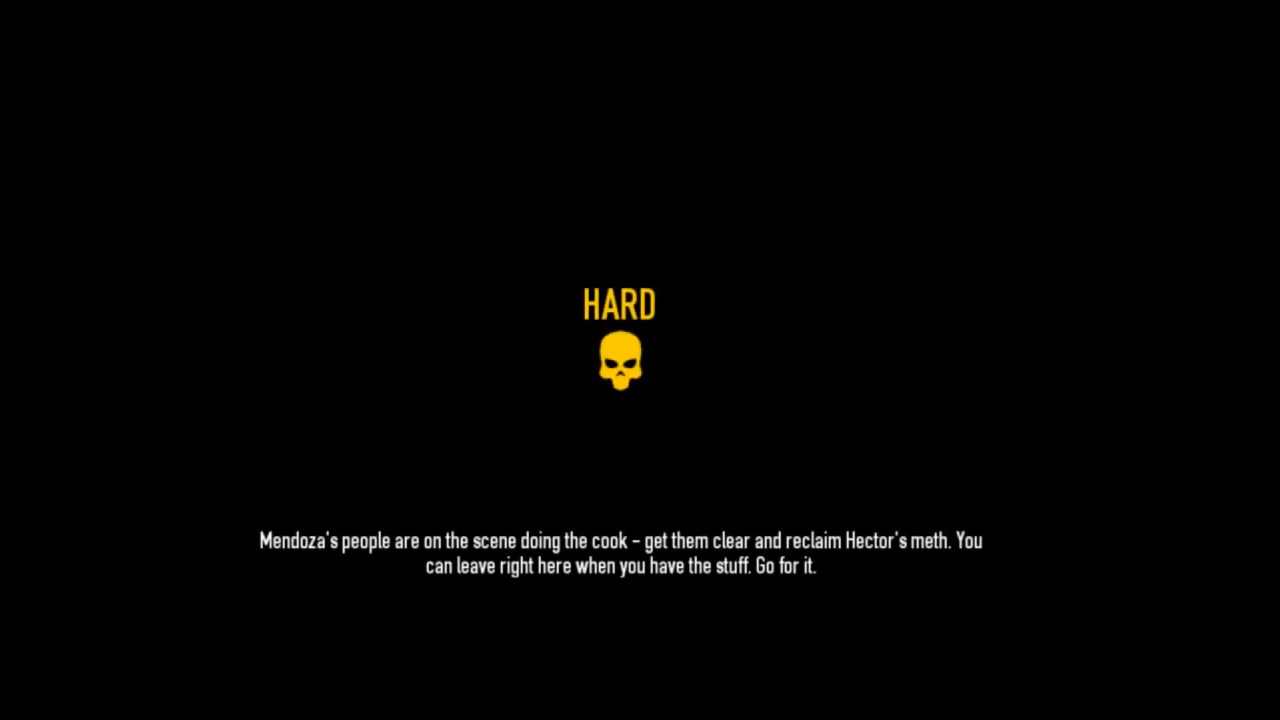 HARD
Mendoza's people are on the scene doing the cook - get them clear and reclaim Hector's meth. You
can leave right here when you have the stuff. Go for it.